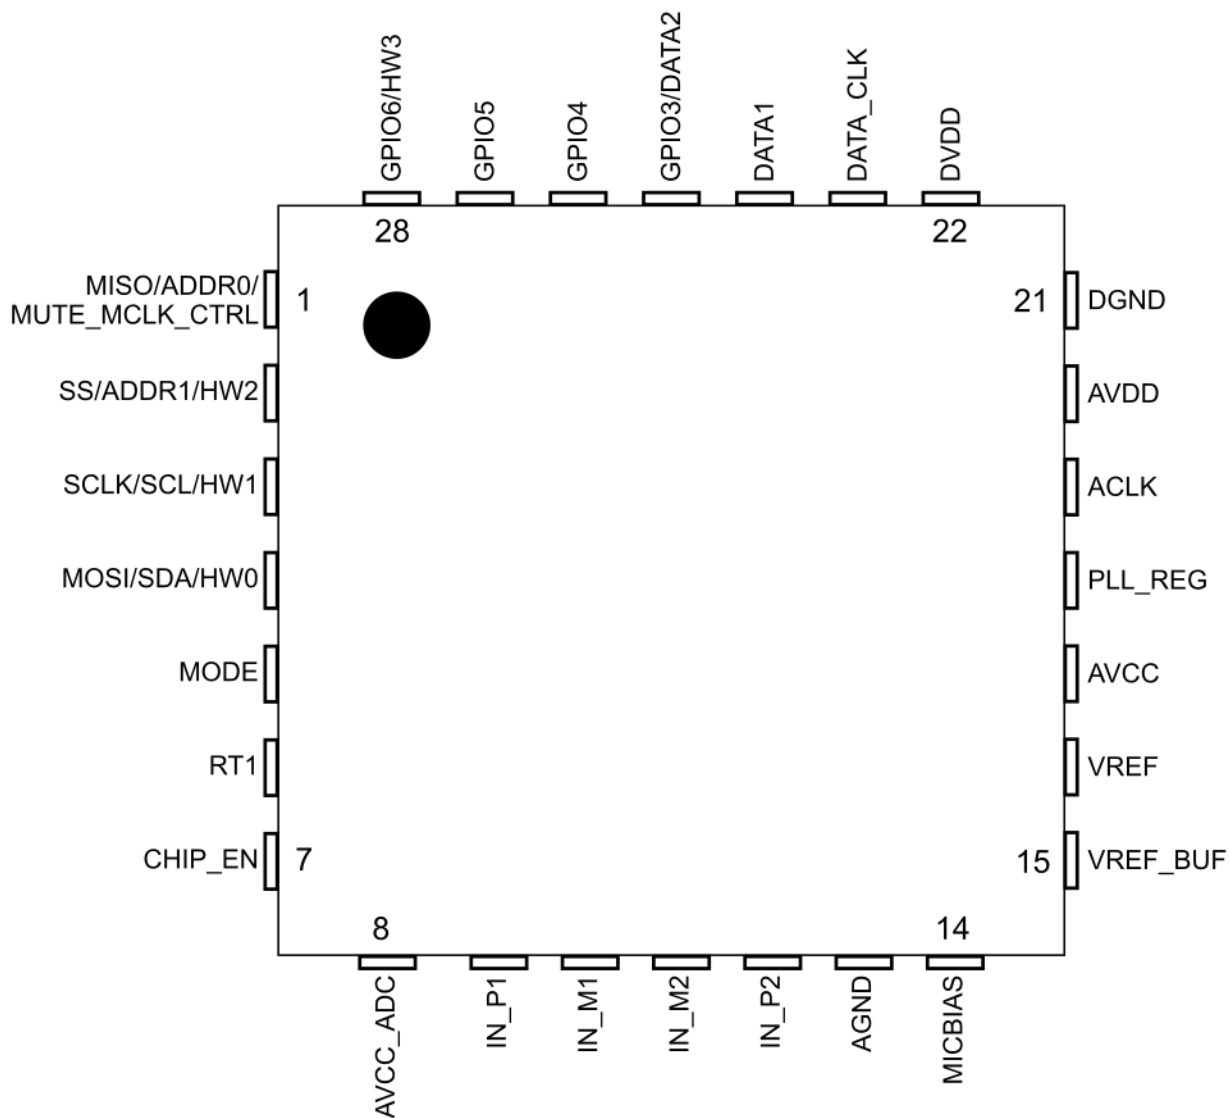 GPIO6/HW3
GPIO5
GPIO4
GPIO3/DATA2
DATA1
DATA_CLK
DVDD
28
22
MISO/ADDR0/
MUTE_MCLK_CTRL
1
21
DGND
SS/ADDR1/HW2
AVDD
SCLK/SCL/HW1
ACLK
MOSI/SDA/HW0
PLL_REG
MODE
AVCC
RT1
VREF
CHIP_EN
7
15
VREF_BUF
8
14
AVCC_ADC
IN_P1
IN_M1
IN_M2
IN_P2
AGND
MICBIAS